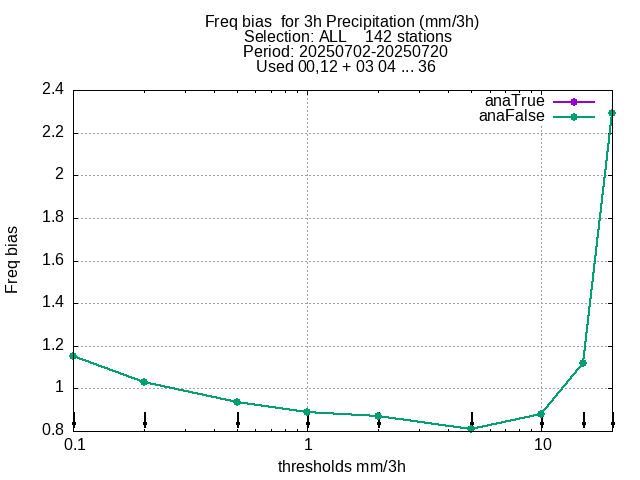 Freq bias  for 3h Precipitation (mm/3h)
Selection: ALL    142 stations
Period: 20250702-20250720
Used 00,12 + 03 04 ... 36
anaTrue
anaFalse
2.4
2.2
2
1.8
1.6
1.4
1.2
1
0.8
Freq bias
0.1
1
10
thresholds mm/3h